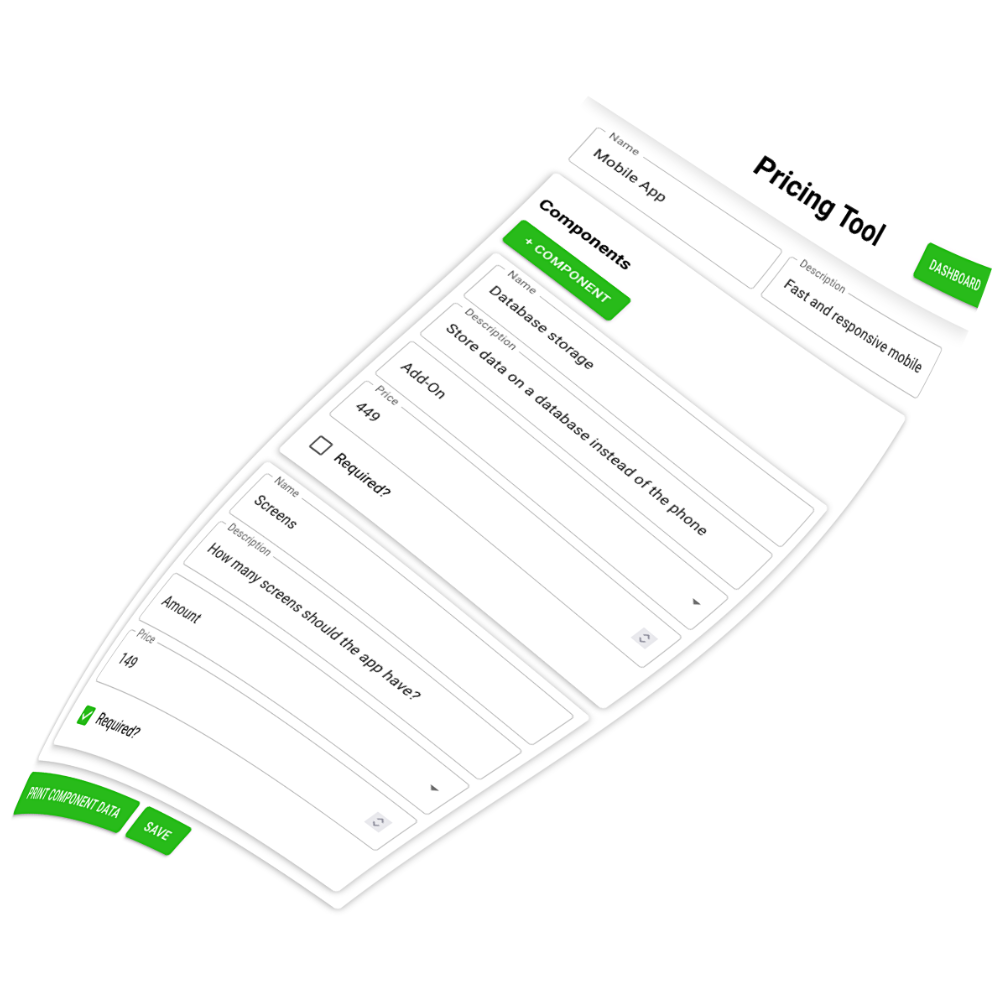 Pricing Tool
DASHBOARD
Name
Mobile App
Description
Fast and responsive mobile
Components
+ COMPONENT
Name
Database storage
Description
Store data on a database instead of the phone
Add-On
Price
449
Required?
Name
Screens
Description
How many screens should the app have?
Amount
Price
149
Required?
PRINT COMPONENT DATA
SAVE